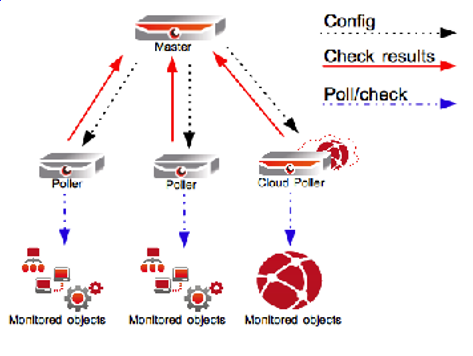 Config
Master
Check results
Poll/check
Poller
Poller
Cloud Poller
Monitored objects
Monitored objects
Monitored objects